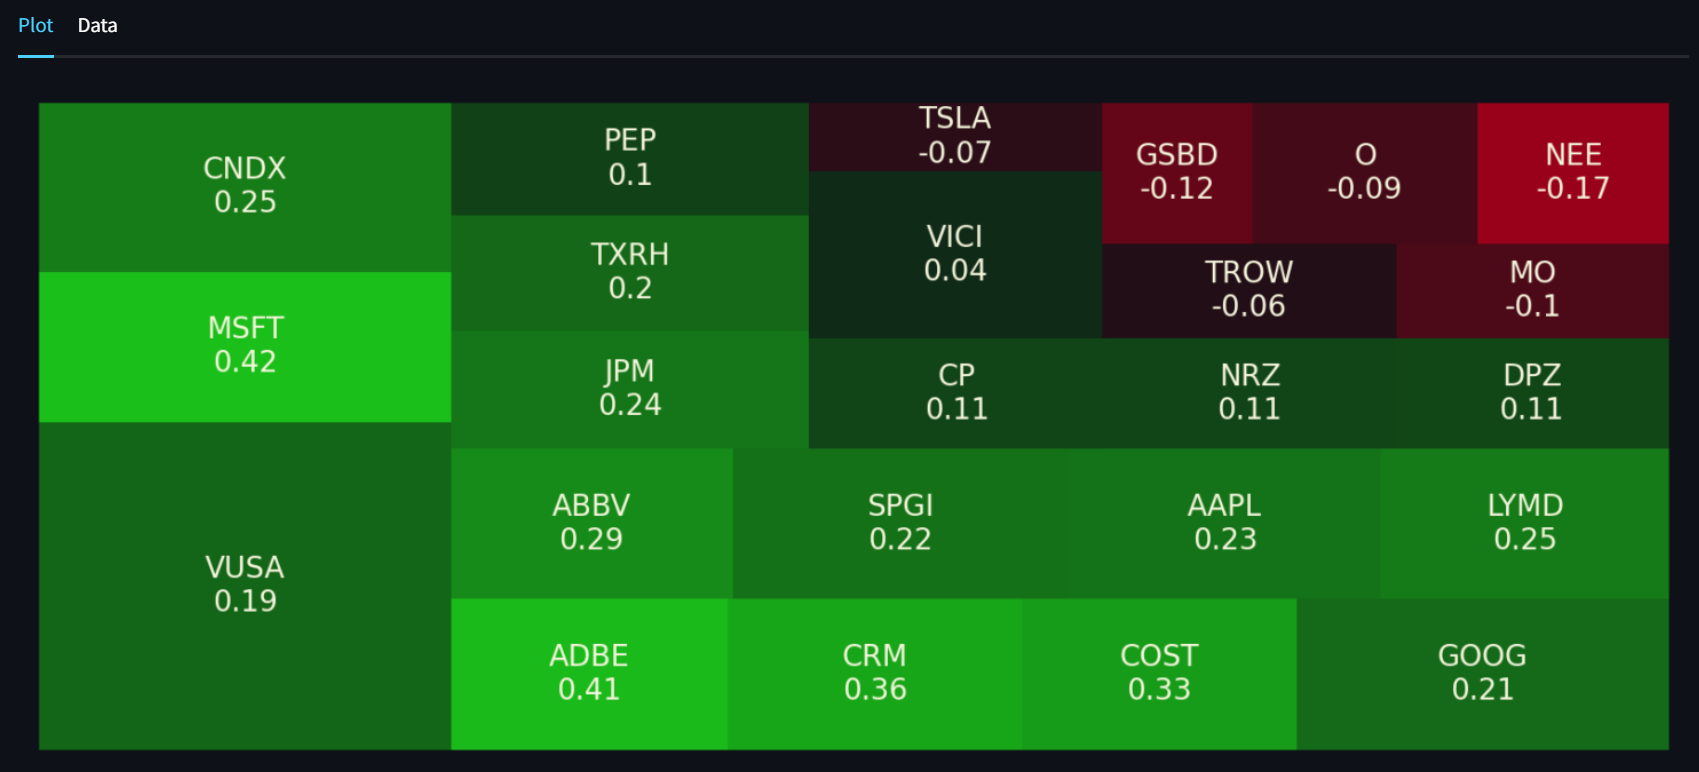 Plot
Data
CNDX
0.25
MSFT
0.42
VUSA
0.19
PEP
0.1
TXRH
0.2
JPM
0.24
TSLA
-0.07
VICI
0.04
GSBD
-0.12
O
-0.09
NEE
-0.17
TROW
-0.06
MO
-0.1
CP
0.11
NRZ
0.11
DPZ
0.11
ABBV
0.29
SPGI
0.22
AAPL
0.23
LYMD
0.25
ADBE
0.41
CRM
0.36
COST
0.33
GOOG
0.21